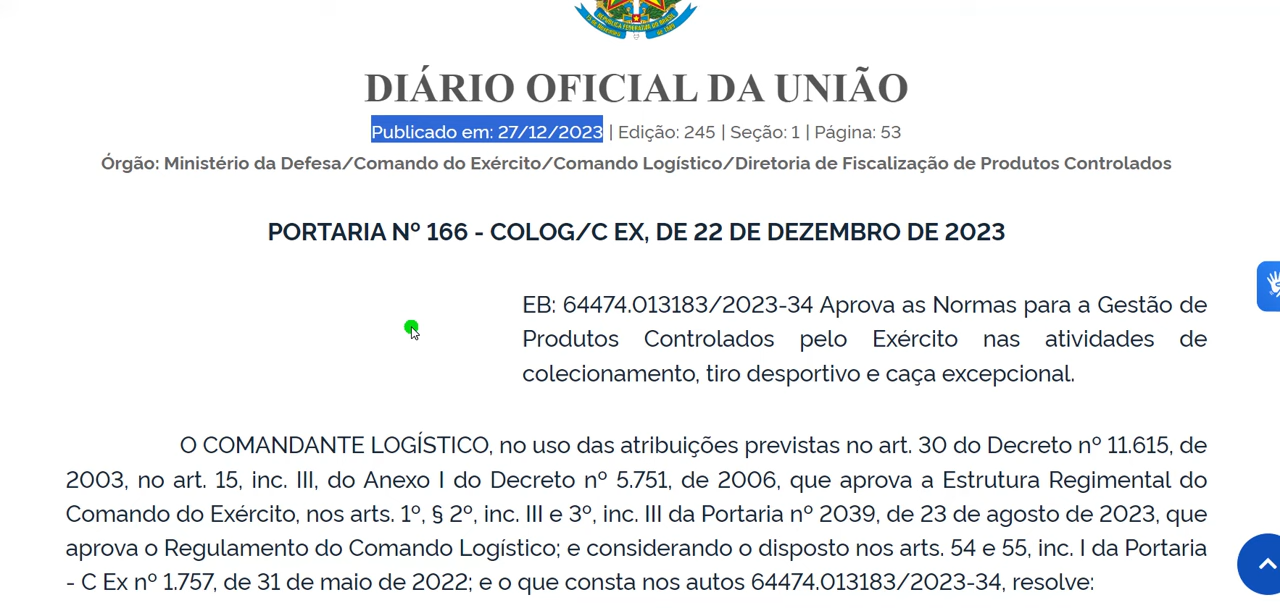 REPÚBLICA FEDERATIVA DO BRASIL
DIÁRIO OFICIAL DA UNIÃO
Publicado em: 27/12/2023 | Edição: 245 | Seção: 1 | Página: 53
Órgão: Ministério da Defesa/Comando do Exército/Comando Logístico/Diretoria de Fiscalização de Produtos Controlados
PORTARIA Nº 166 - COLOG/C EX, DE 22 DE DEZEMBRO DE 2023
EB: 64474.013183/2023-34 Aprova as Normas para a Gestão de
Produtos Controlados pelo Exército nas atividades de
colecionamento, tiro desportivo e caça excepcional.
O COMANDANTE LOGÍSTICO, no uso das atribuições previstas no art. 30 do Decreto nº 11.615, de
2003, no art. 15, inc. III, do Anexo I do Decreto nº 5.751, de 2006, que aprova a Estrutura Regimental do
Comando do Exército, nos arts. 1º, § 2º, inc. III e 3º, inc. III da Portaria nº 2039, de 23 de agosto de 2023, que
aprova o Regulamento do Comando Logístico; e considerando o disposto nos arts. 54 e 55, inc. I da Portaria
- C Ex nº 1.757, de 31 de maio de 2022; e o que consta nos autos 64474.013183/2023-34, resolve: